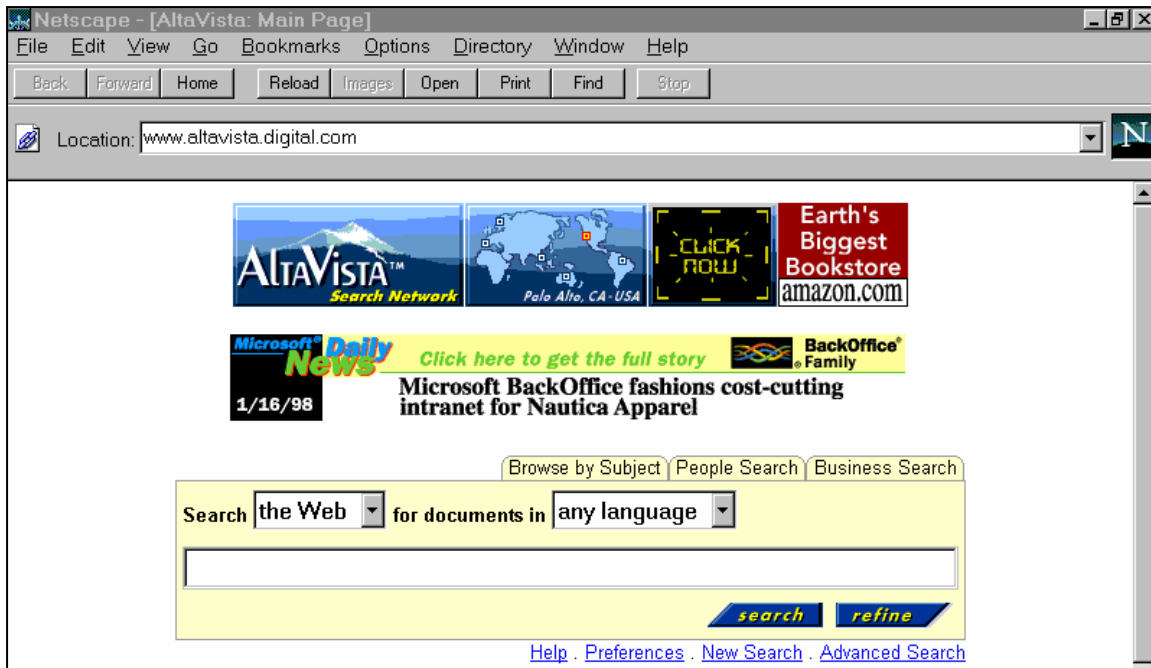 Netscape - [AltaVista: Main Page]
File Edit View Go Bookmarks Options Directory Window Help
Back Forward Home Reload Images Open Print Find Stop
Location: www.altavista.digital.com
N
ALTAVISTA™
Search Network
Palo Alto, CA - USA
CLICK
NOW
Earth's
Biggest
Bookstore
amazon.com
Microsoft® Daily
News
1/16/98
Click here to get the full story
BackOffice®
Family
Microsoft BackOffice fashions cost-cutting
intranet for Nautica Apparel
Browse by Subject People Search Business Search
Search the Web for documents in any language
search refine
Help . Preferences . New Search . Advanced Search